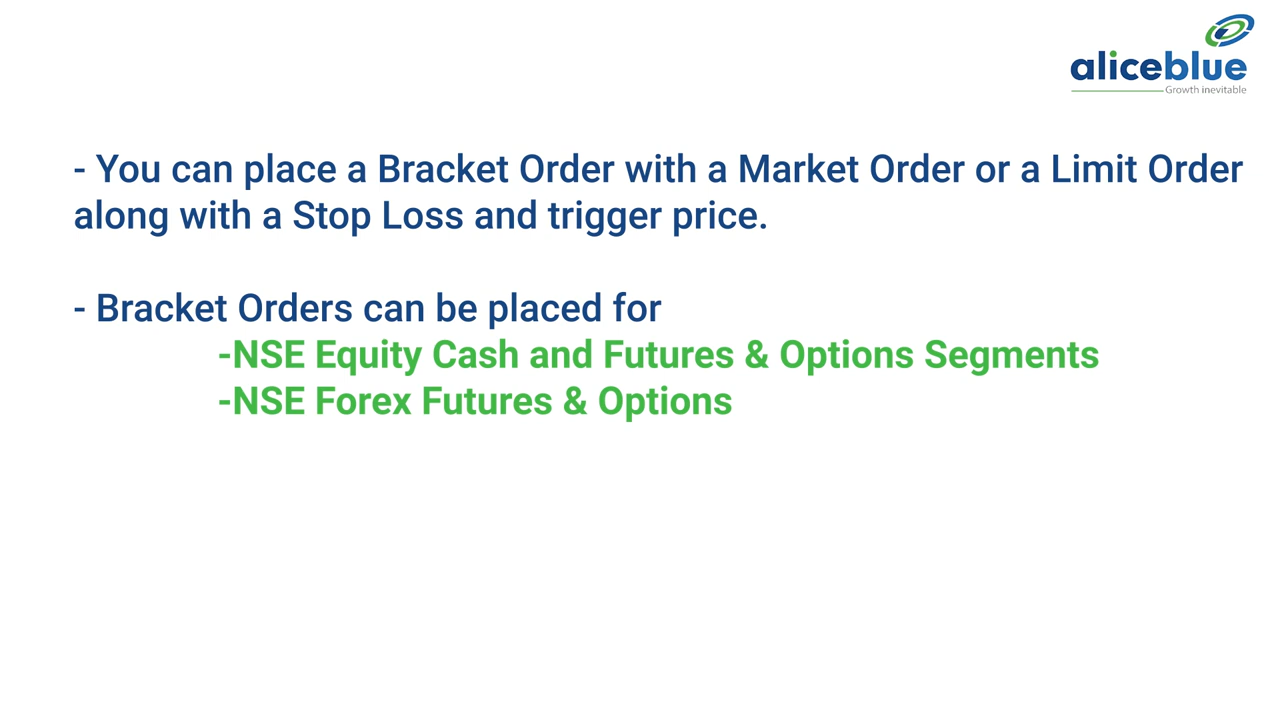 aliceblue
Growth inevitable
- You can place a Bracket Order with a Market Order or a Limit Order
along with a Stop Loss and trigger price.
- Bracket Orders can be placed for
-NSE Equity Cash and Futures & Options Segments
-NSE Forex Futures & Options